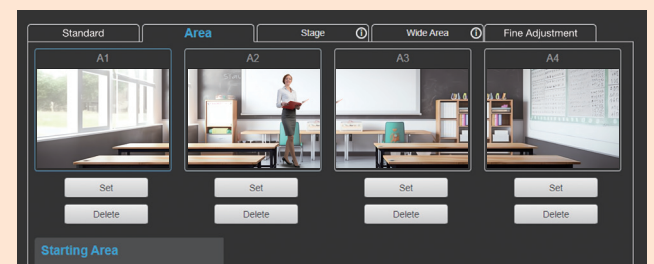 Standard
Area
Stage
Wide Area
Fine Adjustment
A1
A2
A3
A4
Set
Set
Set
Set
Delete
Delete
Delete
Delete
Starting Area